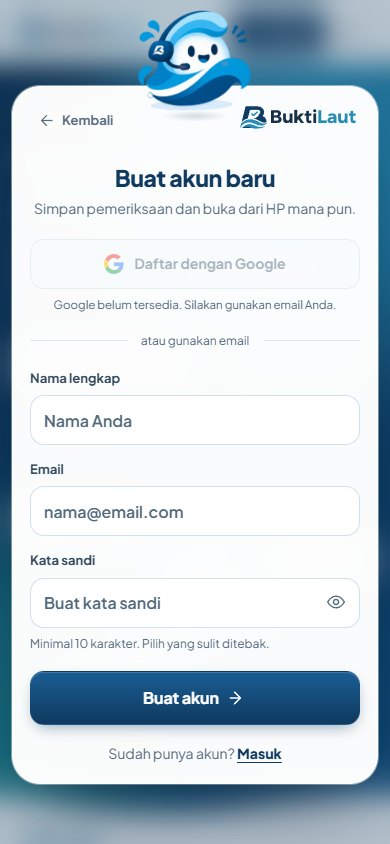 Kembali
BuktiLaut
Buat akun baru
Simpan pemeriksaan dan buka dari HP mana pun.
Daftar dengan Google
Google belum tersedia. Silakan gunakan email Anda.
atau gunakan email
Nama lengkap
Nama Anda
Email
nama@email.com
Kata sandi
Buat kata sandi
Minimal 10 karakter. Pilih yang sulit ditebak.
Buat akun
Sudah punya akun? Masuk